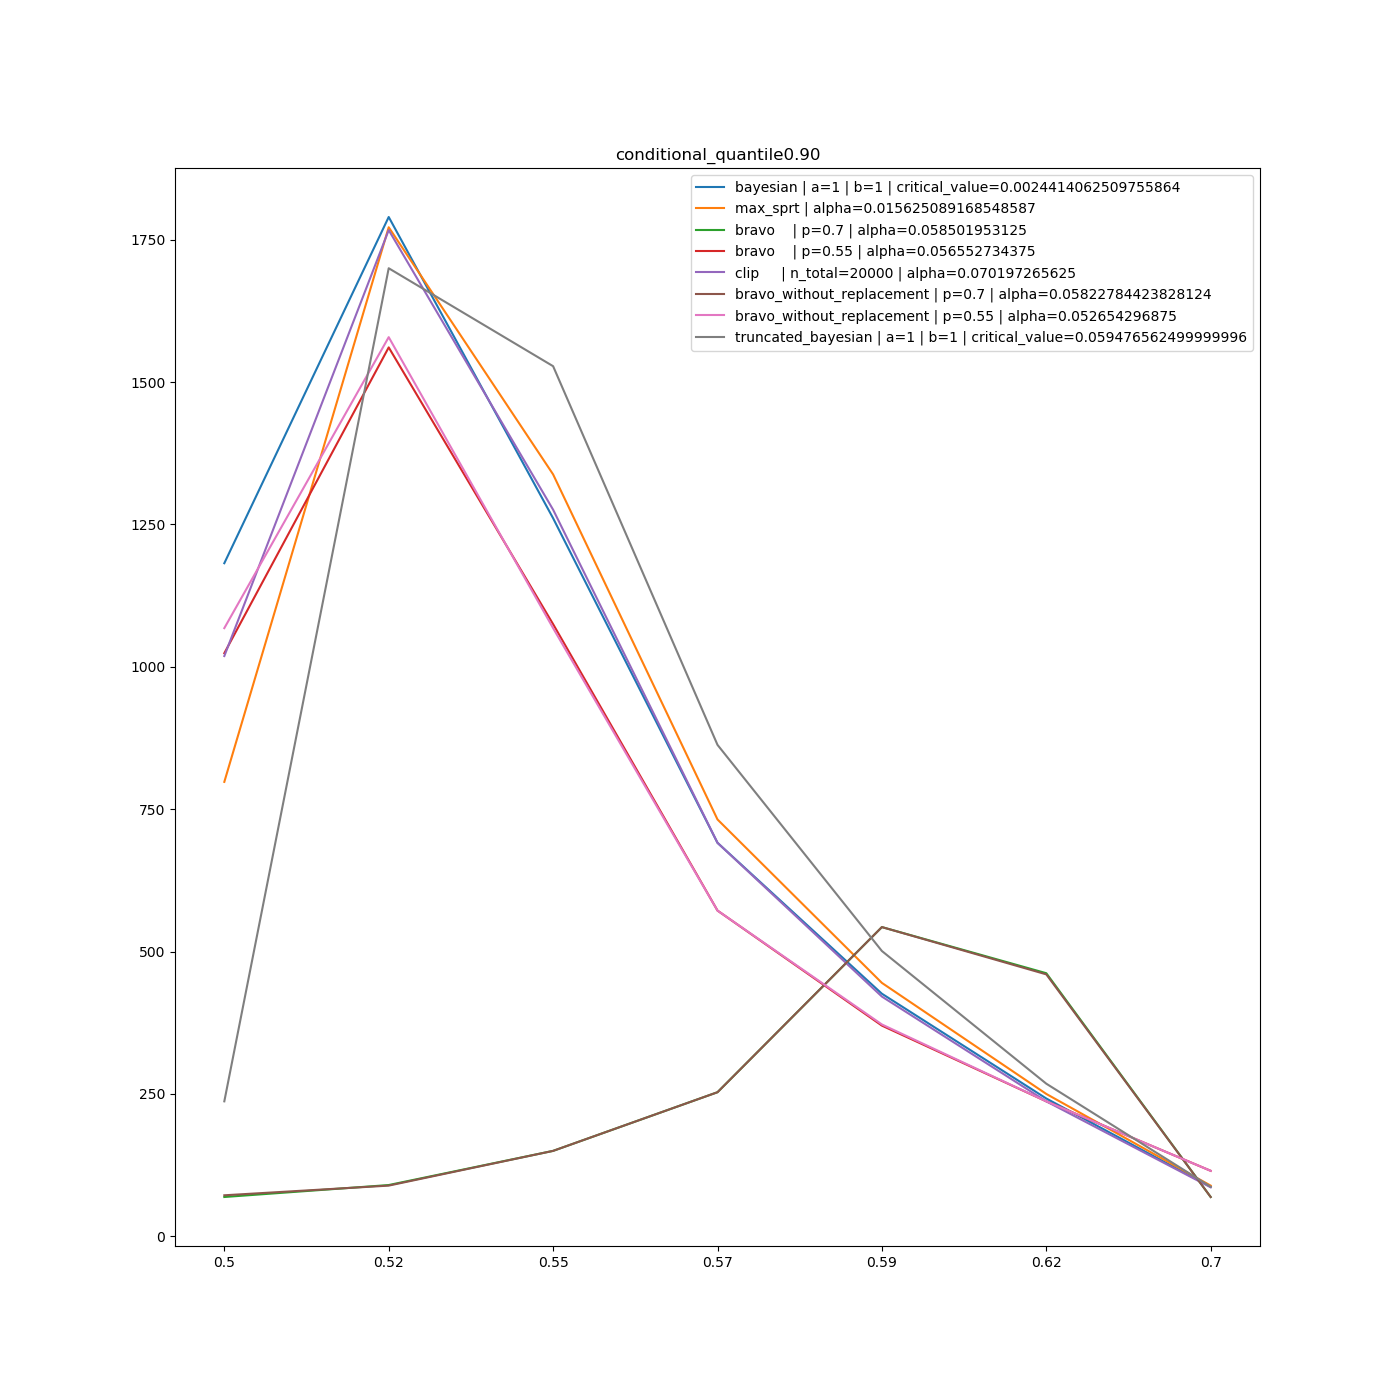 conditional_quantile0.90
bayesian | a=1 | b=1 | critical_value=0.0024414062509755864
max_sprt | alpha=0.015625089168548587
bravo    | p=0.7 | alpha=0.058501953125
bravo    | p=0.55 | alpha=0.056552734375
clip     | n_total=20000 | alpha=0.070197265625
bravo_without_replacement | p=0.7 | alpha=0.05822784423828124
bravo_without_replacement | p=0.55 | alpha=0.052654296875
truncated_bayesian | a=1 | b=1 | critical_value=0.059476562499999996
1750
1500
1250
1000
750
500
250
0
0.5 0.52 0.55 0.57 0.59 0.62 0.7